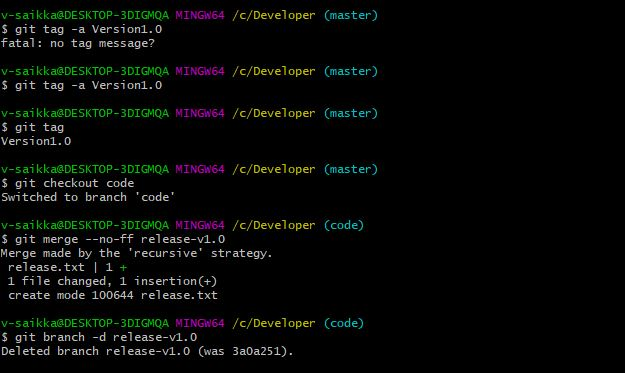 v-saikka@DESKTOP-3DIGMQA MINGW64 /c/Developer (master)
$ git tag -a Version1.0
fatal: no tag message?
v-saikka@DESKTOP-3DIGMQA MINGW64 /c/Developer (master)
$ git tag -a Version1.0
v-saikka@DESKTOP-3DIGMQA MINGW64 /c/Developer (master)
$ git tag
Version1.0
v-saikka@DESKTOP-3DIGMQA MINGW64 /c/Developer (master)
$ git checkout code
Switched to branch 'code'
v-saikka@DESKTOP-3DIGMQA MINGW64 /c/Developer (code)
$ git merge --no-ff release-v1.0
Merge made by the 'recursive' strategy.
 release.txt | 1 +
 1 file changed, 1 insertion(+)
 create mode 100644 release.txt
v-saikka@DESKTOP-3DIGMQA MINGW64 /c/Developer (code)
$ git branch -d release-v1.0
Deleted branch release-v1.0 (was 3a0a251).